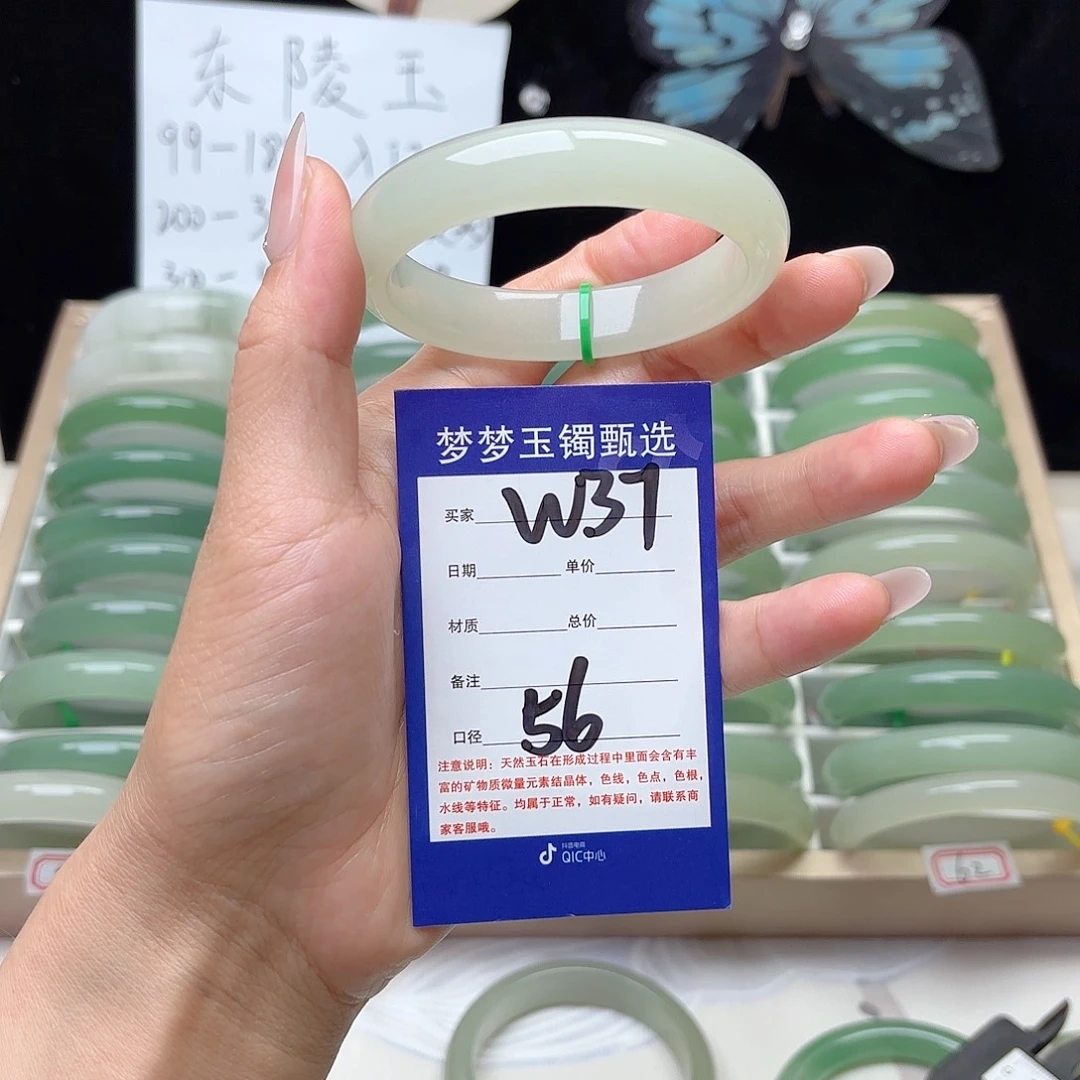 东陵玉
99-18
200-3
300-
梦梦玉镯甄选
买家 W37
日期 单价
材质 总价
备注
口径 56
注意说明：天然玉石在形成过程中里面会含有丰
富的矿物质微量元素结晶体，色线，色点，色根，
水线等特征。均属于正常，如有疑问，请联系商
家客服哦。
抖音电商
QIC中心
62